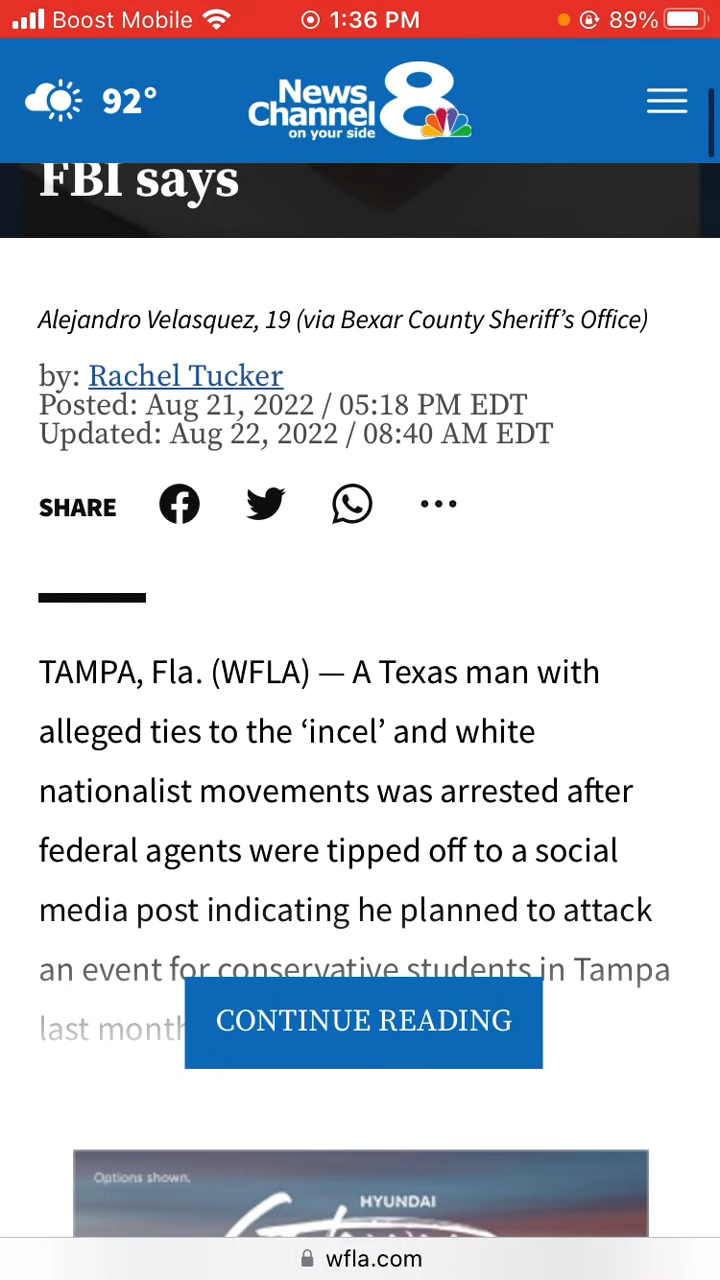 Boost Mobile 1:36 PM 89%
92°
News
Channel 8
on your side
FBI says
Alejandro Velasquez, 19 (via Bexar County Sheriff’s Office)
by: Rachel Tucker
Posted: Aug 21, 2022 / 05:18 PM EDT
Updated: Aug 22, 2022 / 08:40 AM EDT
SHARE
TAMPA, Fla. (WFLA) — A Texas man with
alleged ties to the ‘incel’ and white
nationalist movements was arrested after
federal agents were tipped off to a social
media post indicating he planned to attack
an event for conservative students in Tampa
last month
CONTINUE READING
Options shown.
HYUNDAI
wfla.com